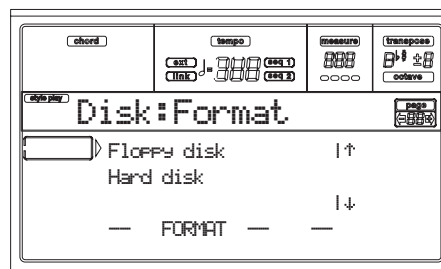 chord tempo measure transpose
ext seq 1
link seq 2
octave
style play Disk:Format page
Floppy disk |↑
Hard disk
|↓
-- FORMAT -- --